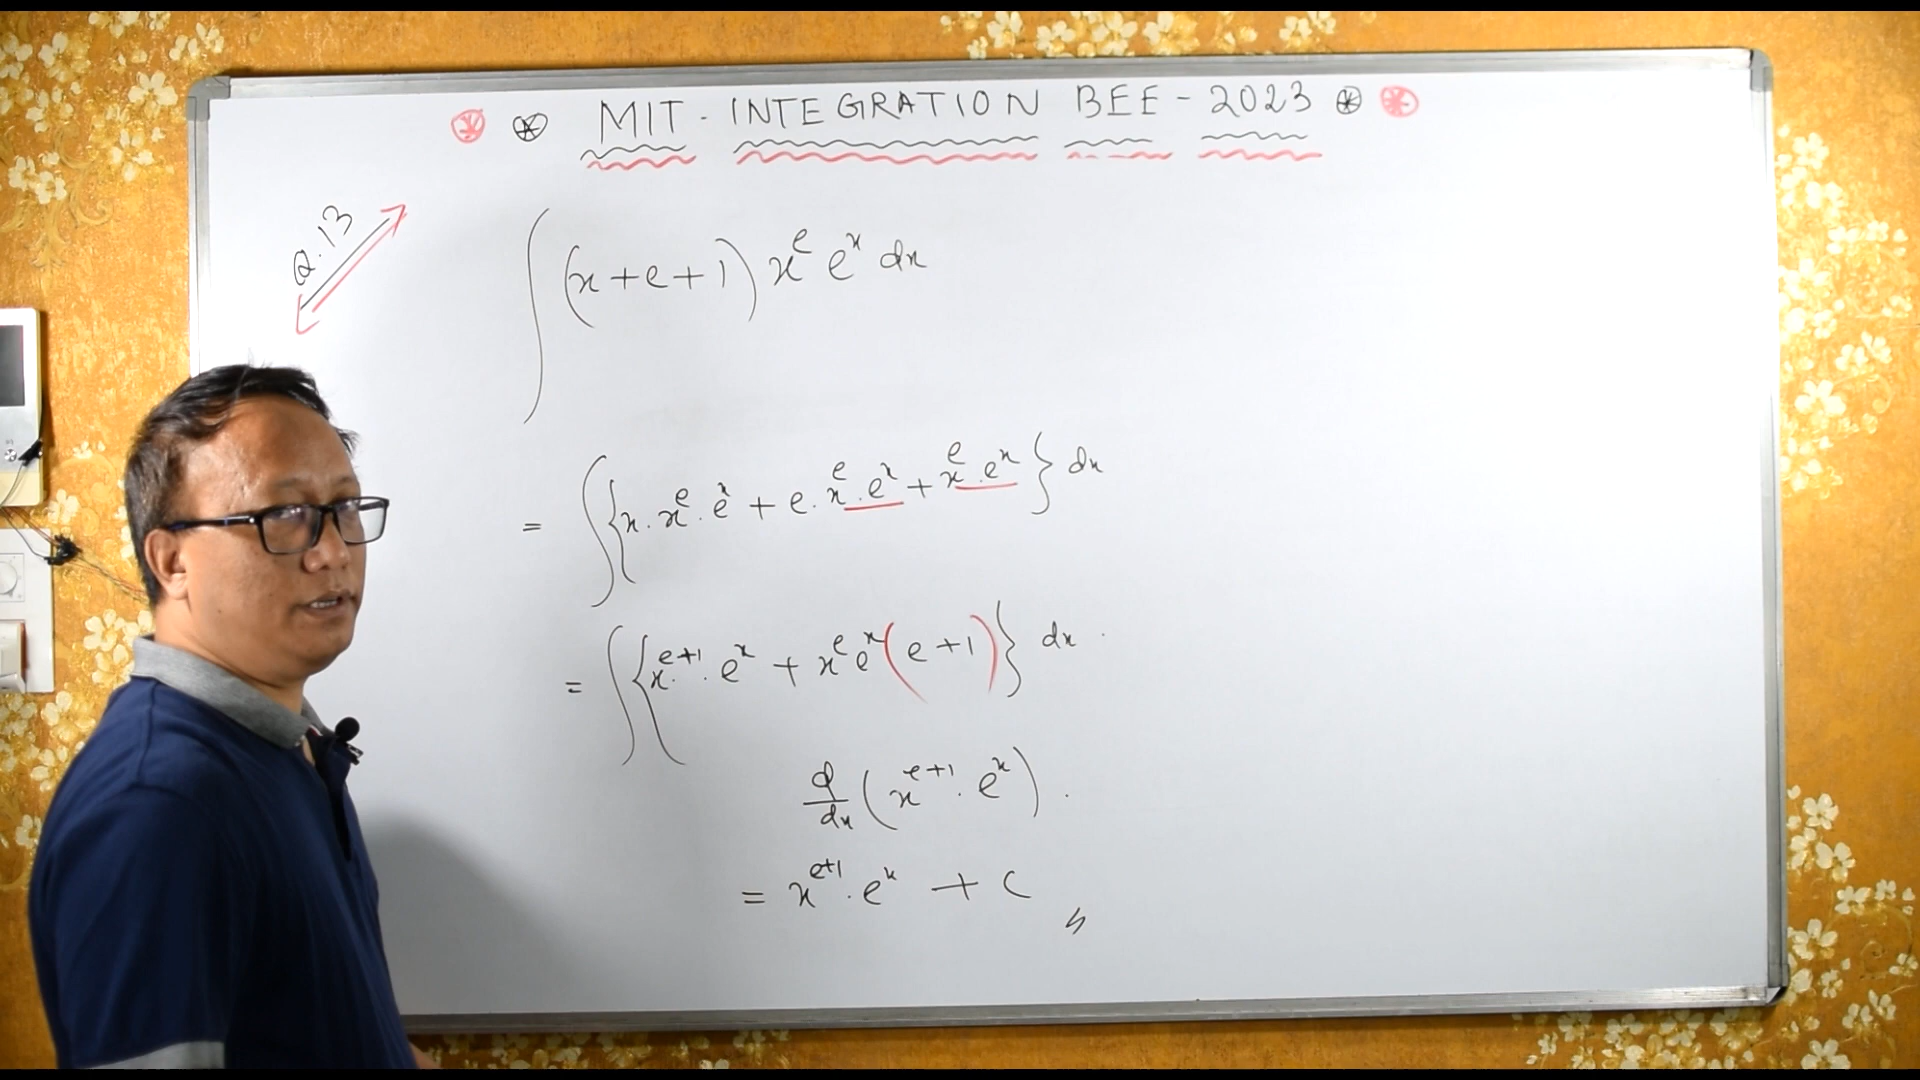 MIT - INTEGRATION BEE - 2023
Q.13
∫ (x + e + 1) x^e e^x dx
= ∫ { x . x^e . e^x + e . x^e . e^x + x^e . e^x } dx
= ∫ { x^{e+1} . e^x + x^e e^x (e + 1) } dx .
d/dx ( x^{e+1} . e^x ) .
= x^{e+1} . e^x + c